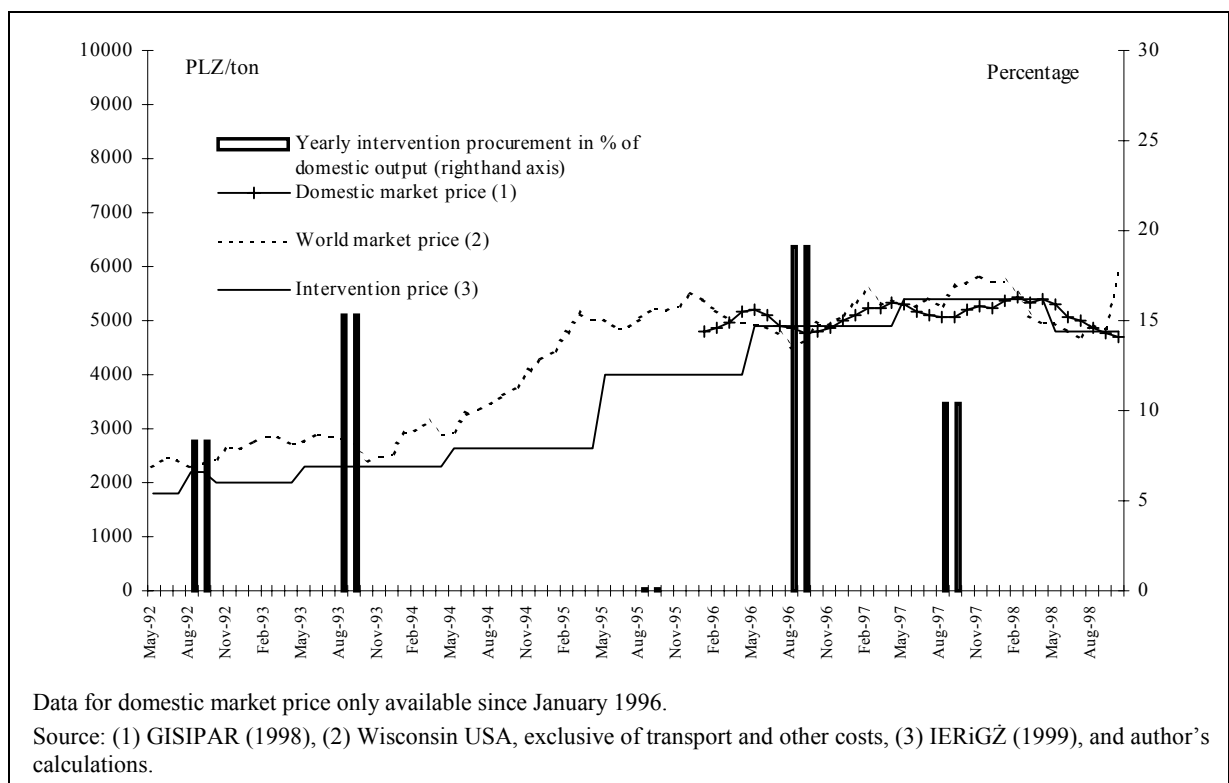 PLZ/ton
Percentage
10000
9000
8000
7000
6000
5000
4000
3000
2000
1000
0
30
25
20
15
10
5
0
Yearly intervention procurement in % of
domestic output (righthand axis)
Domestic market price (1)
World market price (2)
Intervention price (3)
May-92
Aug-92
Nov-92
Feb-93
May-93
Aug-93
Nov-93
Feb-94
May-94
Aug-94
Nov-94
Feb-95
May-95
Aug-95
Nov-95
Feb-96
May-96
Aug-96
Nov-96
Feb-97
May-97
Aug-97
Nov-97
Feb-98
May-98
Aug-98
Data for domestic market price only available since January 1996.
Source: (1) GISIPAR (1998), (2) Wisconsin USA, exclusive of transport and other costs, (3) IERiGŻ (1999), and author’s
calculations.